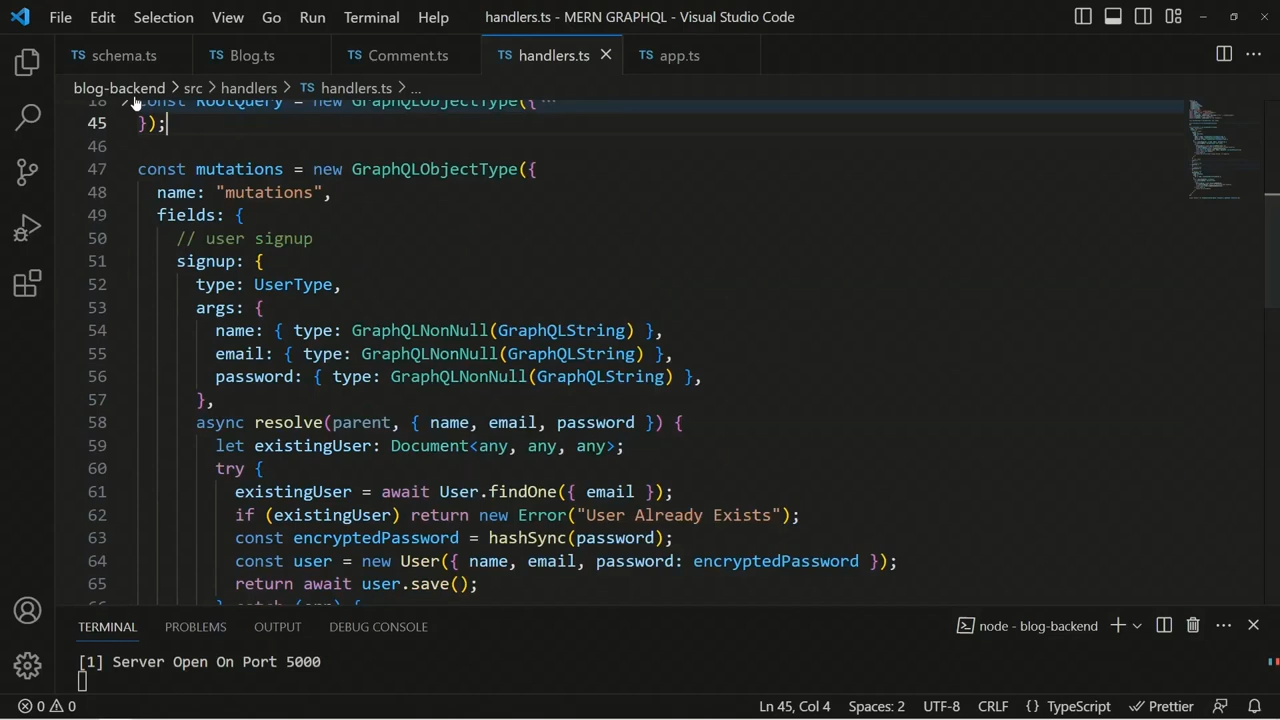 File Edit Selection View Go Run Terminal Help handlers.ts - MERN GRAPHQL - Visual Studio Code
TS schema.ts TS Blog.ts TS Comment.ts TS handlers.ts TS app.ts
blog-backend > src > handlers > TS handlers.ts > ...
18 const RootQuery = new GraphQLObjectType({ ...
45 });
46
47 const mutations = new GraphQLObjectType({
48 name: "mutations",
49 fields: {
50 // user signup
51 signup: {
52 type: UserType,
53 args: {
54 name: { type: GraphQLNonNull(GraphQLString) },
55 email: { type: GraphQLNonNull(GraphQLString) },
56 password: { type: GraphQLNonNull(GraphQLString) },
57 },
58 async resolve(parent, { name, email, password }) {
59 let existingUser: Document<any, any, any>;
60 try {
61 existingUser = await User.findOne({ email });
62 if (existingUser) return new Error("User Already Exists");
63 const encryptedPassword = hashSync(password);
64 const user = new User({ name, email, password: encryptedPassword });
65 return await user.save();
66 } catch (err) {
TERMINAL PROBLEMS OUTPUT DEBUG CONSOLE node - blog-backend
[1] Server Open On Port 5000
0 0 Ln 45, Col 4 Spaces: 2 UTF-8 CRLF {} TypeScript Prettier